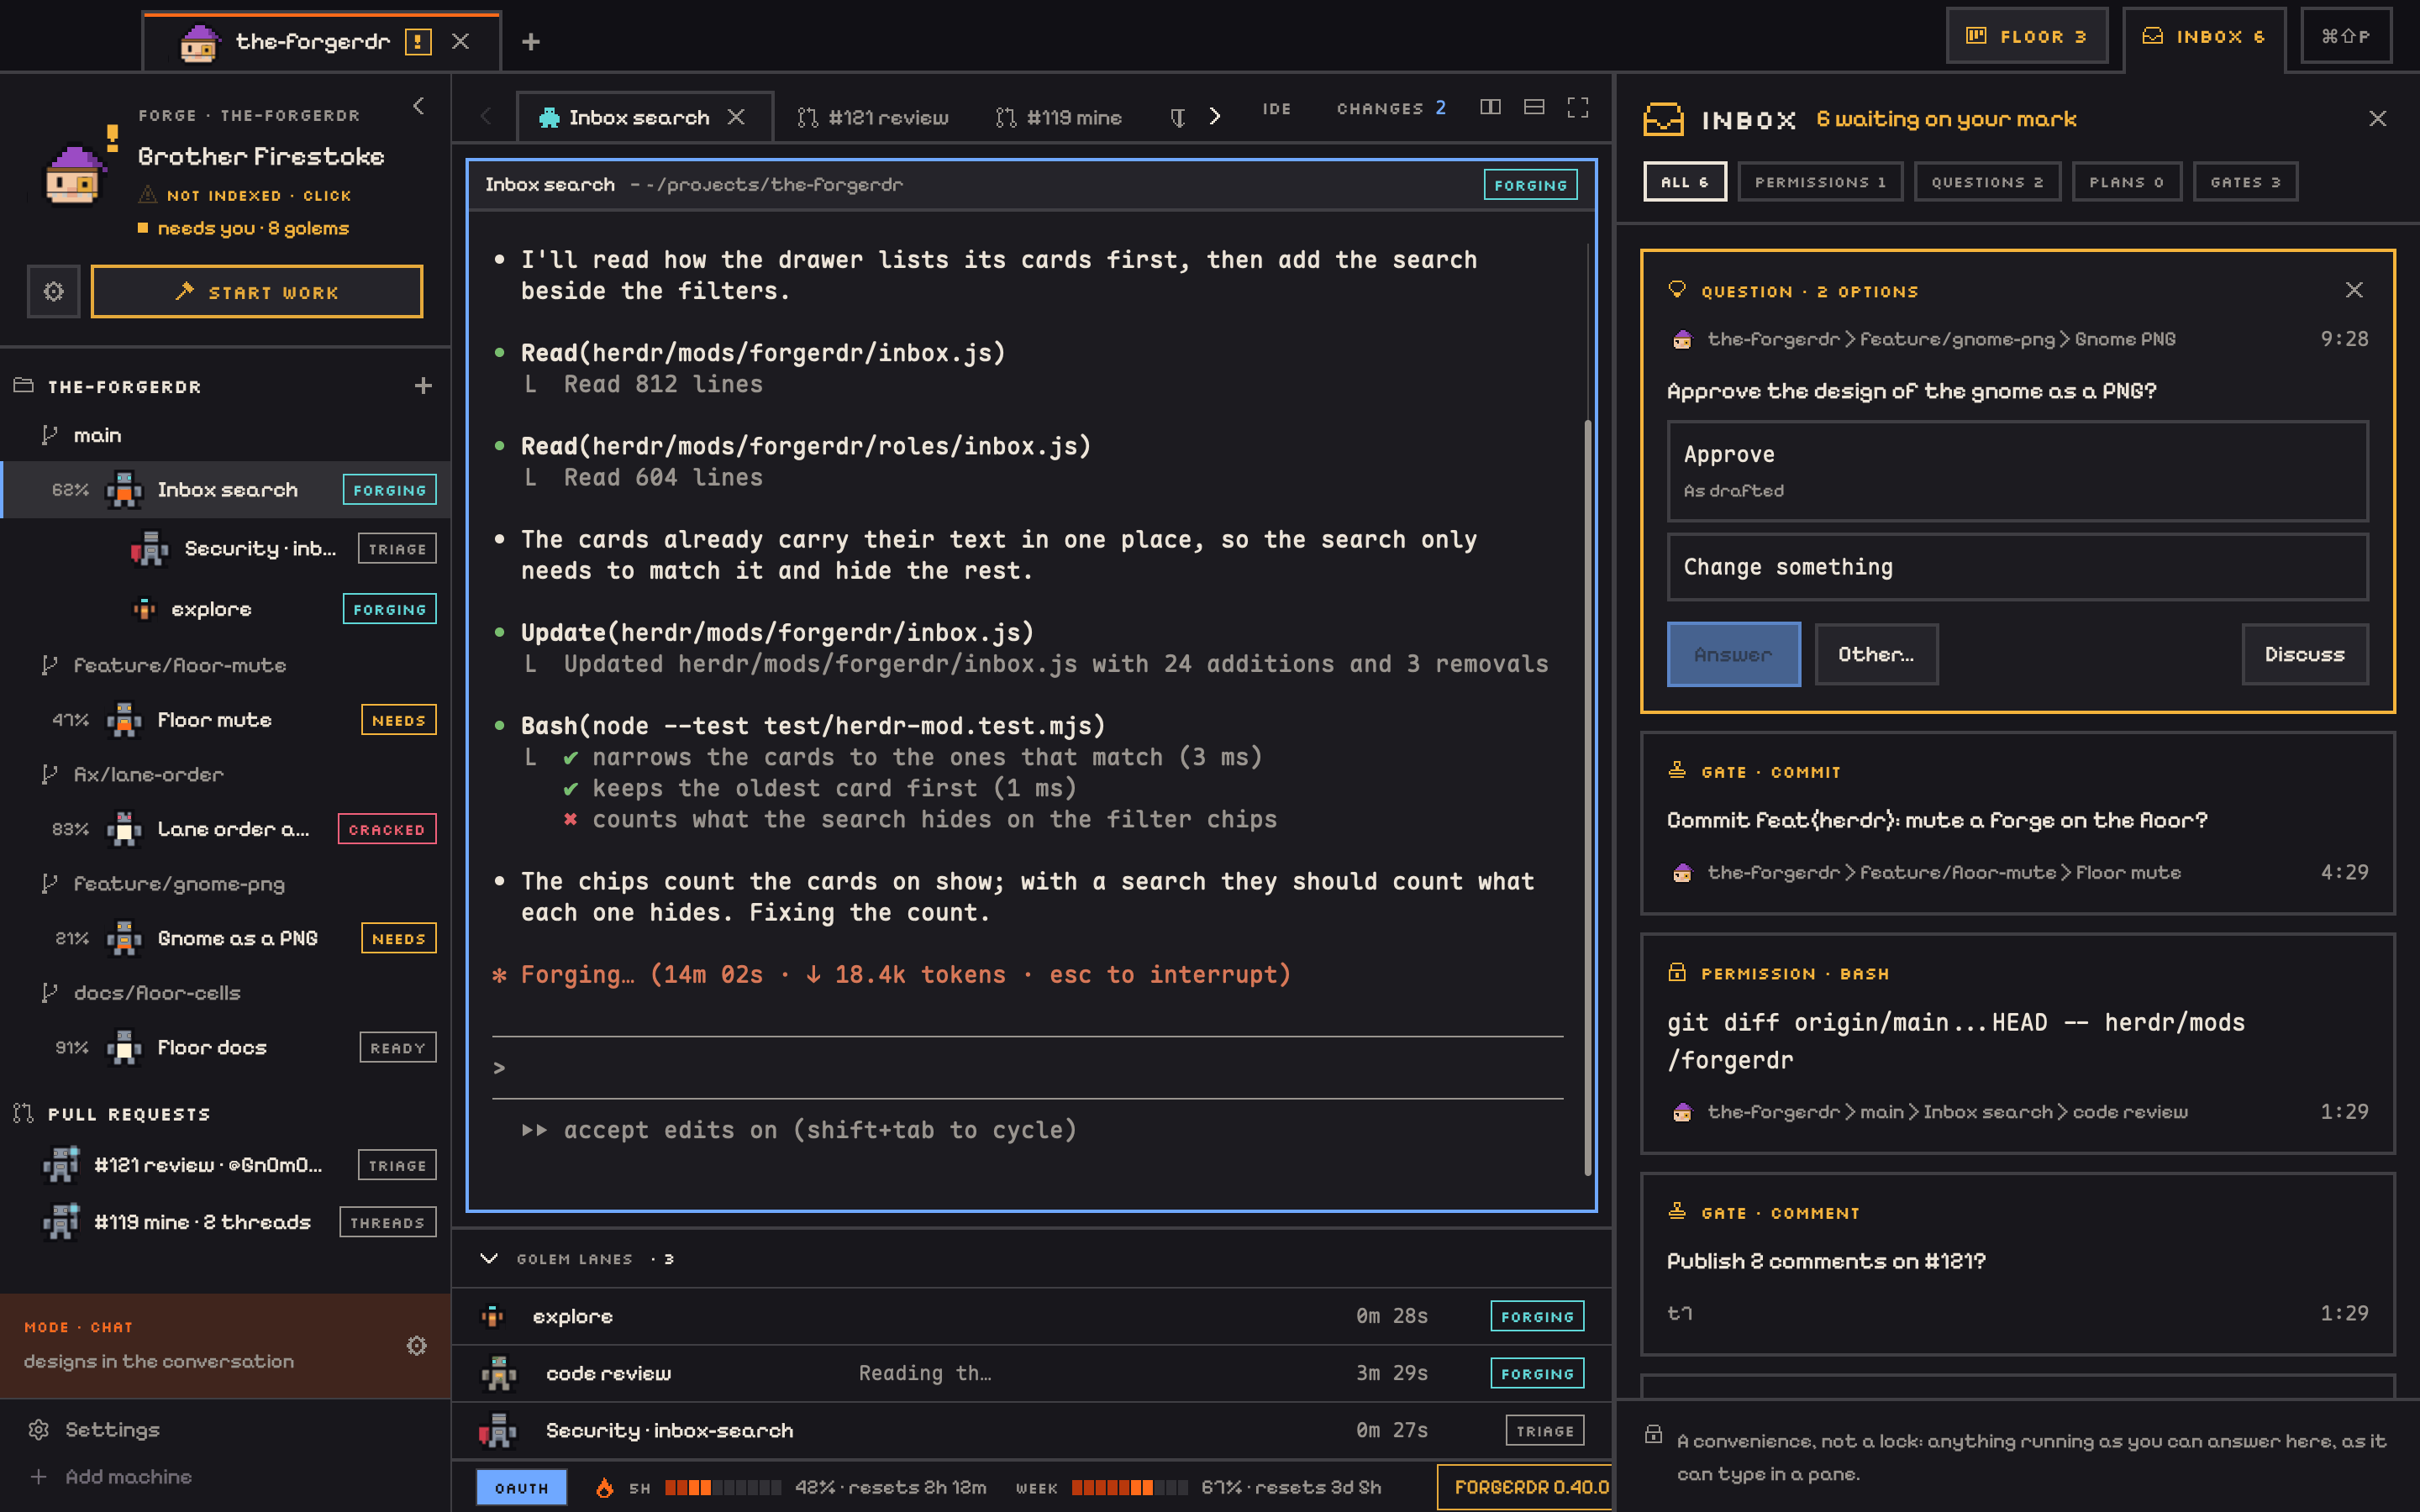 the-forgerdr
FLOOR 3
INBOX 6
⌘⇧P
FORGE · THE-FORGERDR
Brother Firestoke
NOT INDEXED · CLICK
needs you · 8 golems
START WORK
THE-FORGERDR
main
62% Inbox search FORGING
Security · inb... TRIAGE
explore FORGING
feature/floor-mute
47% Floor mute NEEDS
fix/lane-order
83% Lane order a... CRACKED
feature/gnome-png
21% Gnome as a PNG NEEDS
docs/floor-cells
91% Floor docs READY
PULL REQUESTS
#121 review · @Gn0m0... TRIAGE
#119 mine · 2 threads THREADS
MODE · CHAT
designs in the conversation
Settings
Add machine
Inbox search
#121 review
#119 mine
IDE
CHANGES 2
Inbox search - ~/projects/the-forgerdr FORGING
• I'll read how the drawer lists its cards first, then add the search
beside the filters.
• Read(herdr/mods/forgerdr/inbox.js)
L Read 812 lines
• Read(herdr/mods/forgerdr/roles/inbox.js)
L Read 604 lines
• The cards already carry their text in one place, so the search only
needs to match it and hide the rest.
• Update(herdr/mods/forgerdr/inbox.js)
L Updated herdr/mods/forgerdr/inbox.js with 24 additions and 3 removals
• Bash(node --test test/herdr-mod.test.mjs)
L ✔ narrows the cards to the ones that match (3 ms)
✔ keeps the oldest card first (1 ms)
✖ counts what the search hides on the filter chips
• The chips count the cards on show; with a search they should count what
each one hides. Fixing the count.
✻ Forging… (14m 02s · ↓ 18.4k tokens · esc to interrupt)
>
▸▸ accept edits on (shift+tab to cycle)
GOLEM LANES · 3
explore 0m 28s FORGING
code review Reading th… 3m 29s FORGING
Security · inbox-search 0m 27s TRIAGE
OAUTH
5H 42% · resets 2h 12m
WEEK 67% · resets 3d 8h
FORGERDR 0.40.0
INBOX 6 waiting on your mark
ALL 6
PERMISSIONS 1
QUESTIONS 2
PLANS 0
GATES 3
QUESTION · 2 OPTIONS
the-forgerdr > feature/gnome-png > Gnome PNG 9:28
Approve the design of the gnome as a PNG?
Approve
As drafted
Change something
Answer
Other...
Discuss
GATE · COMMIT
Commit feat(herdr): mute a forge on the floor?
the-forgerdr > feature/floor-mute > Floor mute 4:29
PERMISSION · BASH
git diff origin/main...HEAD -- herdr/mods
/forgerdr
the-forgerdr > main > Inbox search > code review 1:29
GATE · COMMENT
Publish 2 comments on #121?
t7 1:29
A convenience, not a lock: anything running as you can answer here, as it
can type in a pane.